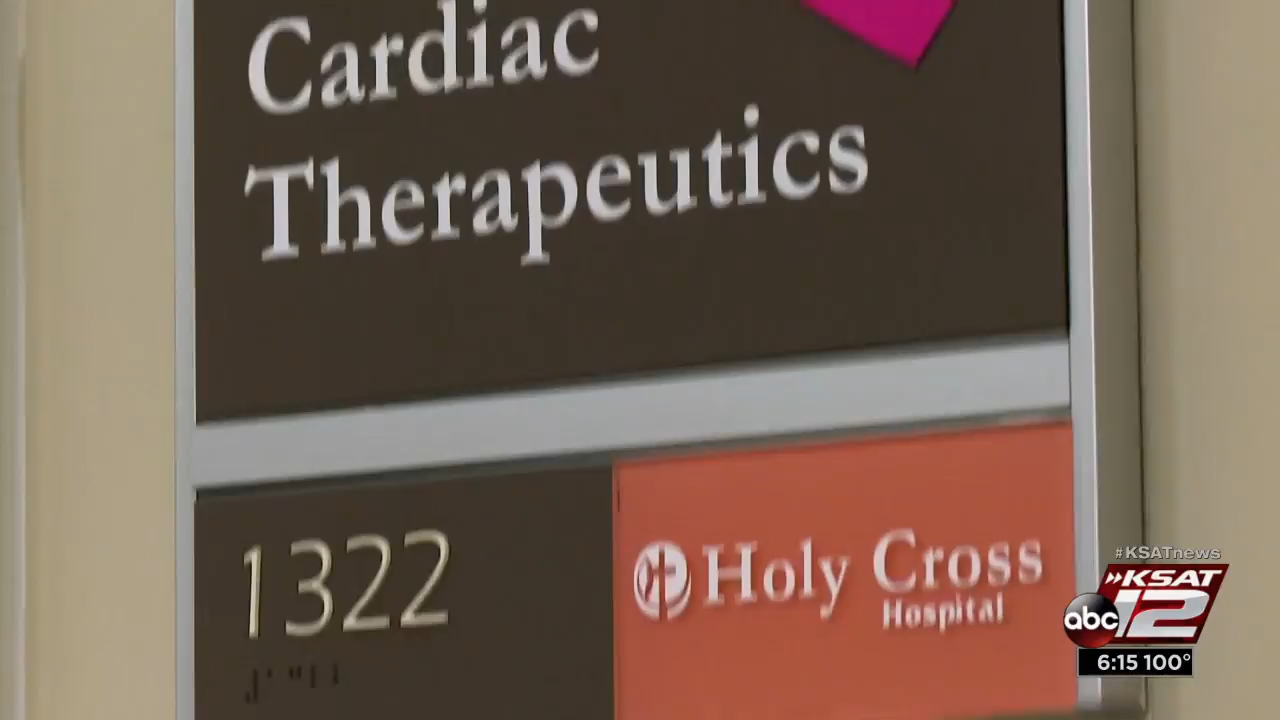 Cardiac
Therapeutics
1322
Holy Cross
Hospital
#KSATnews
KSAT
abc 12
6:15 100°